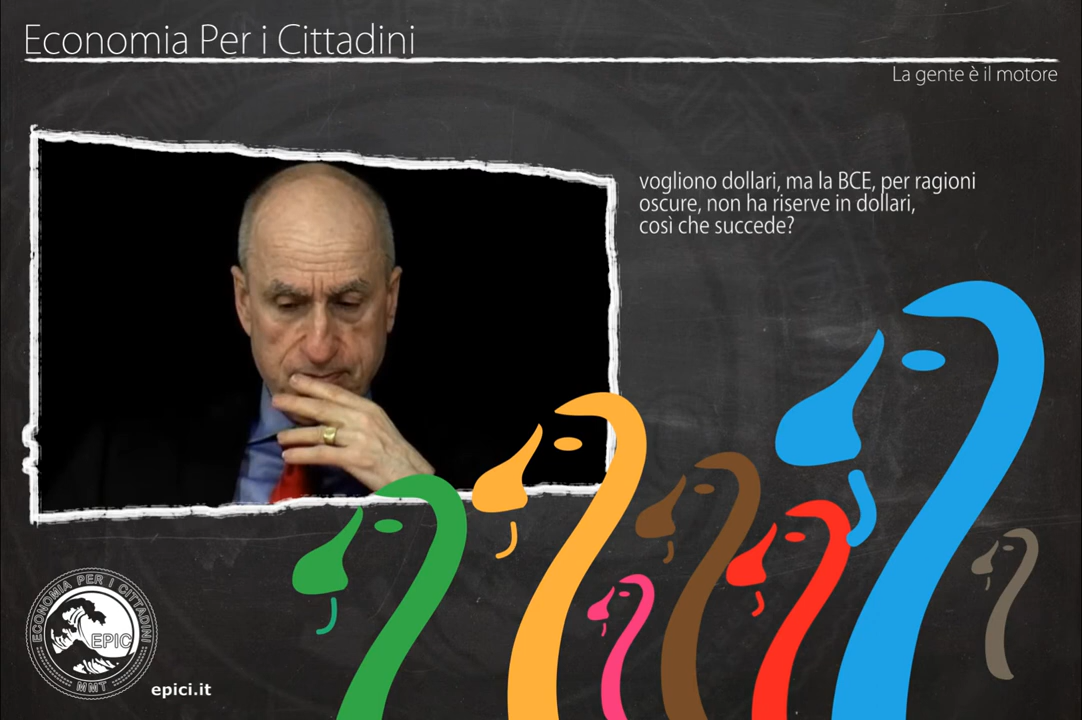 Economia Per i Cittadini
La gente è il motore
vogliono dollari, ma la BCE, per ragioni
oscure, non ha riserve in dollari,
così che succede?
ECONOMIA PER I CITTADINI
EPIC
MMT
epici.it